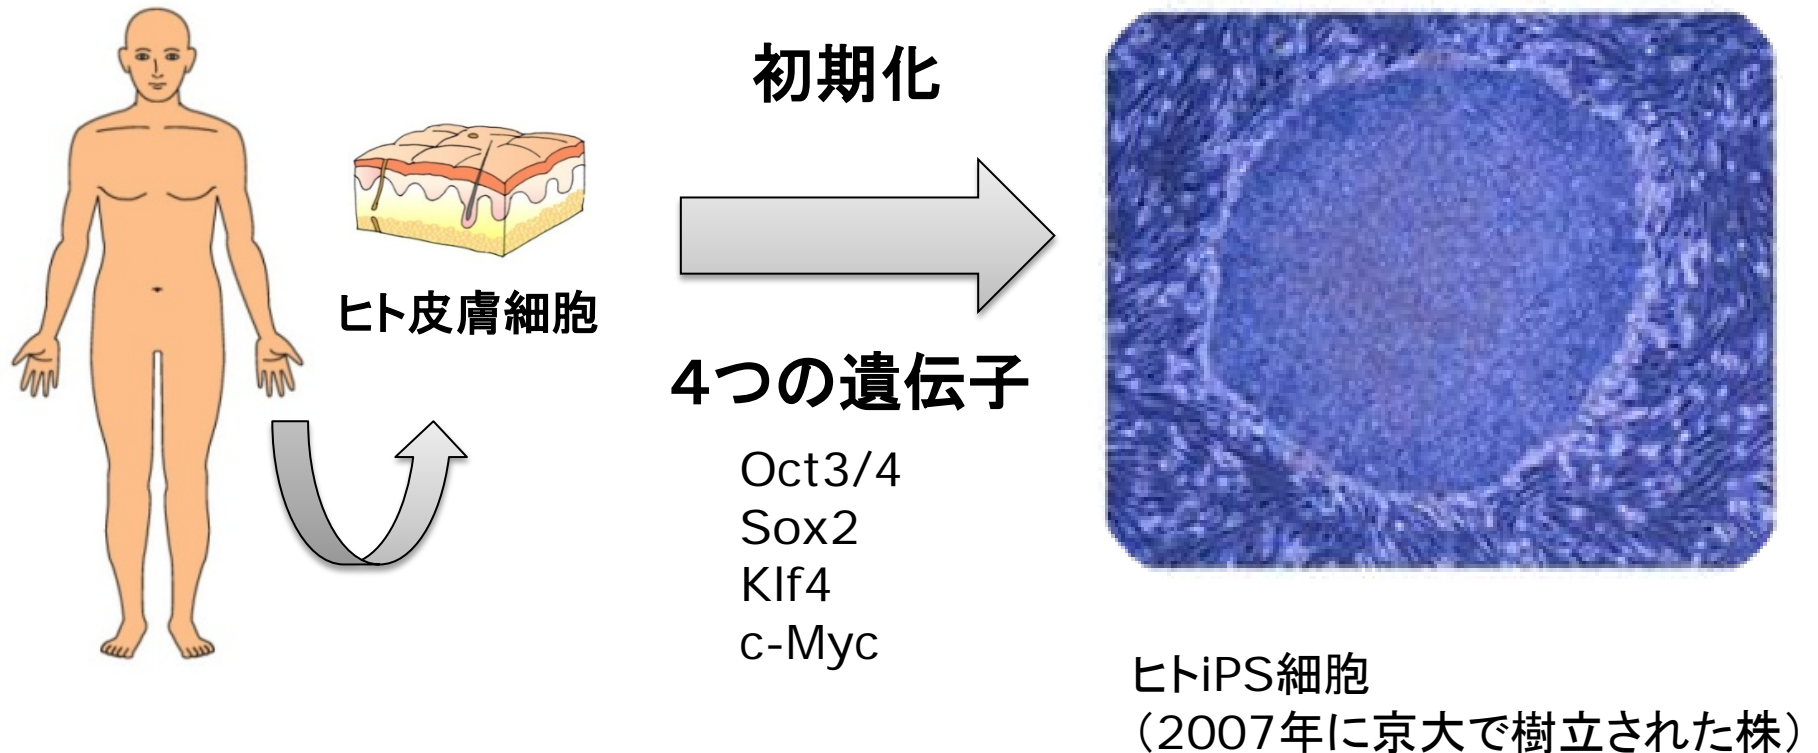 初期化
ヒト皮膚細胞
４つの遺伝子
Oct3/4
Sox2
Klf4
c-Myc
ヒトiPS細胞
（2007年に京大で樹立された株）